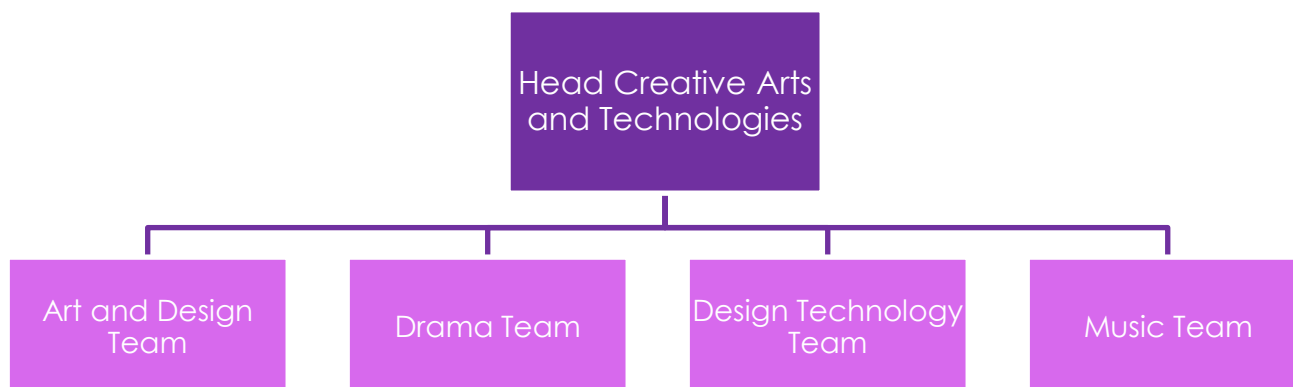 Head Creative Arts
and Technologies
Art and Design
Team
Drama Team
Design Technology
Team
Music Team